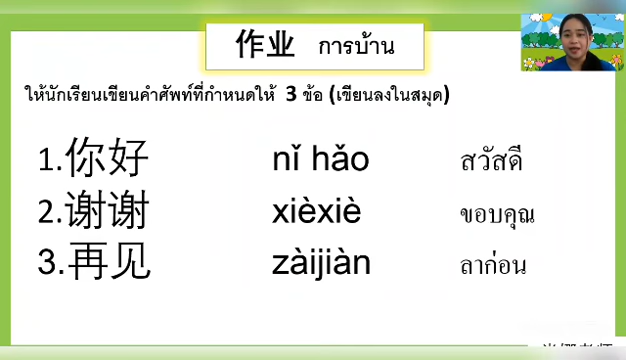 作业 การบ้าน
ให้นักเรียนเขียนคำศัพท์ที่กำหนดให้ 3 ข้อ (เขียนลงในสมุด)
1.你好 nǐ hǎo สวัสดี
2.谢谢 xièxiè ขอบคุณ
3.再见 zàijiàn ลาก่อน